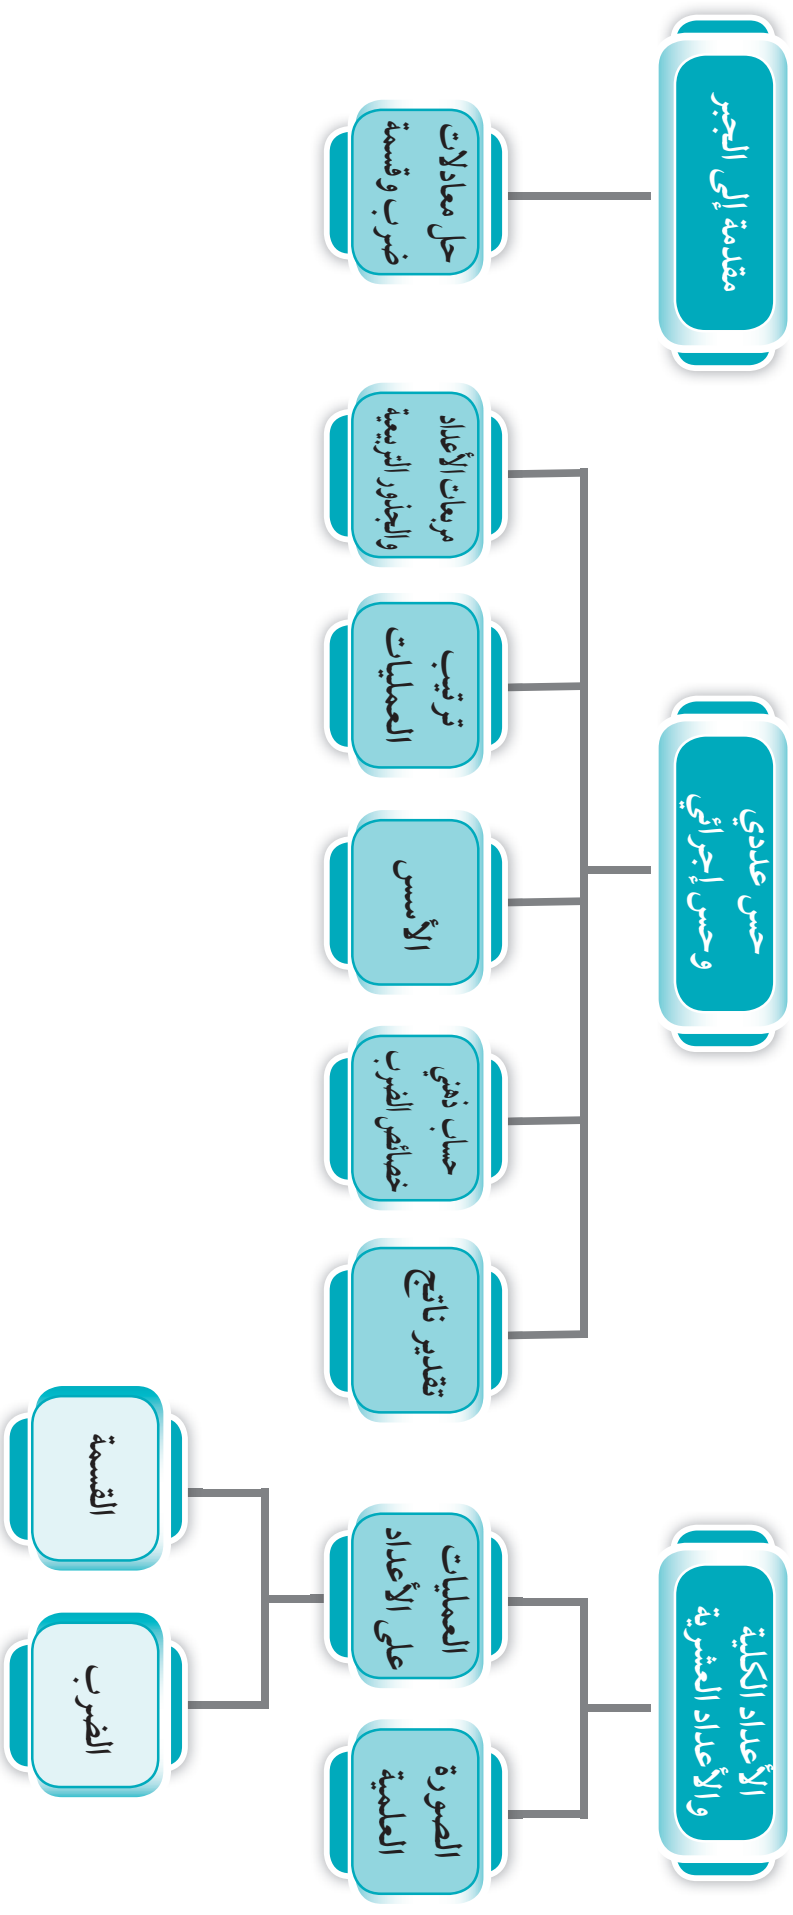 الأعداد الكلية
والأعداد العشرية
الصورة
العلمية
العمليات
على الأعداد
الضرب
القسمة
حس عددي
وحس إجرائي
تقدير ناتج
حساب ذهني
خصائص الضرب
الأسس
ترتيب
العمليات
مربعات الأعداد
والجذور التربيعية
مقدمة إلى الجبر
حل معادلات
ضرب وقسمة